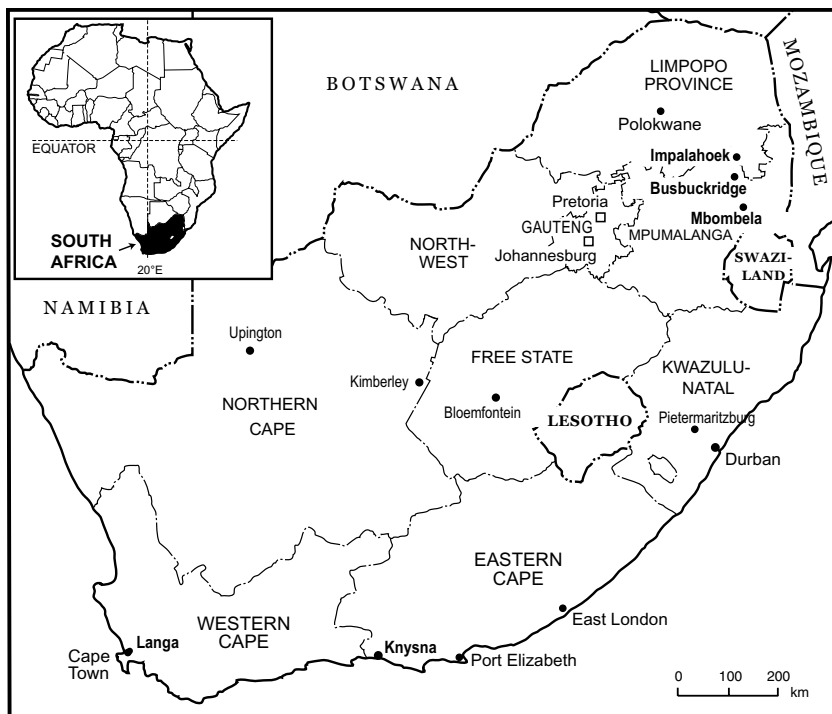 EQUATOR
SOUTH
AFRICA
20°E
BOTSWANA
NAMIBIA
MOZAMBIQUE
LIMPOPO
PROVINCE
Polokwane
Impalahoek
Busbuckridge
Mbombela
Pretoria
GAUTENG
Johannesburg
MPUMALANGA
NORTH-
WEST
SWAZI-
LAND
Upington
Kimberley
FREE STATE
Bloemfontein
LESOTHO
KWAZULU-
NATAL
Pietermaritzburg
Durban
NORTHERN
CAPE
EASTERN
CAPE
East London
WESTERN
CAPE
Langa
Cape
Town
Knysna
Port Elizabeth
0 100 200
km